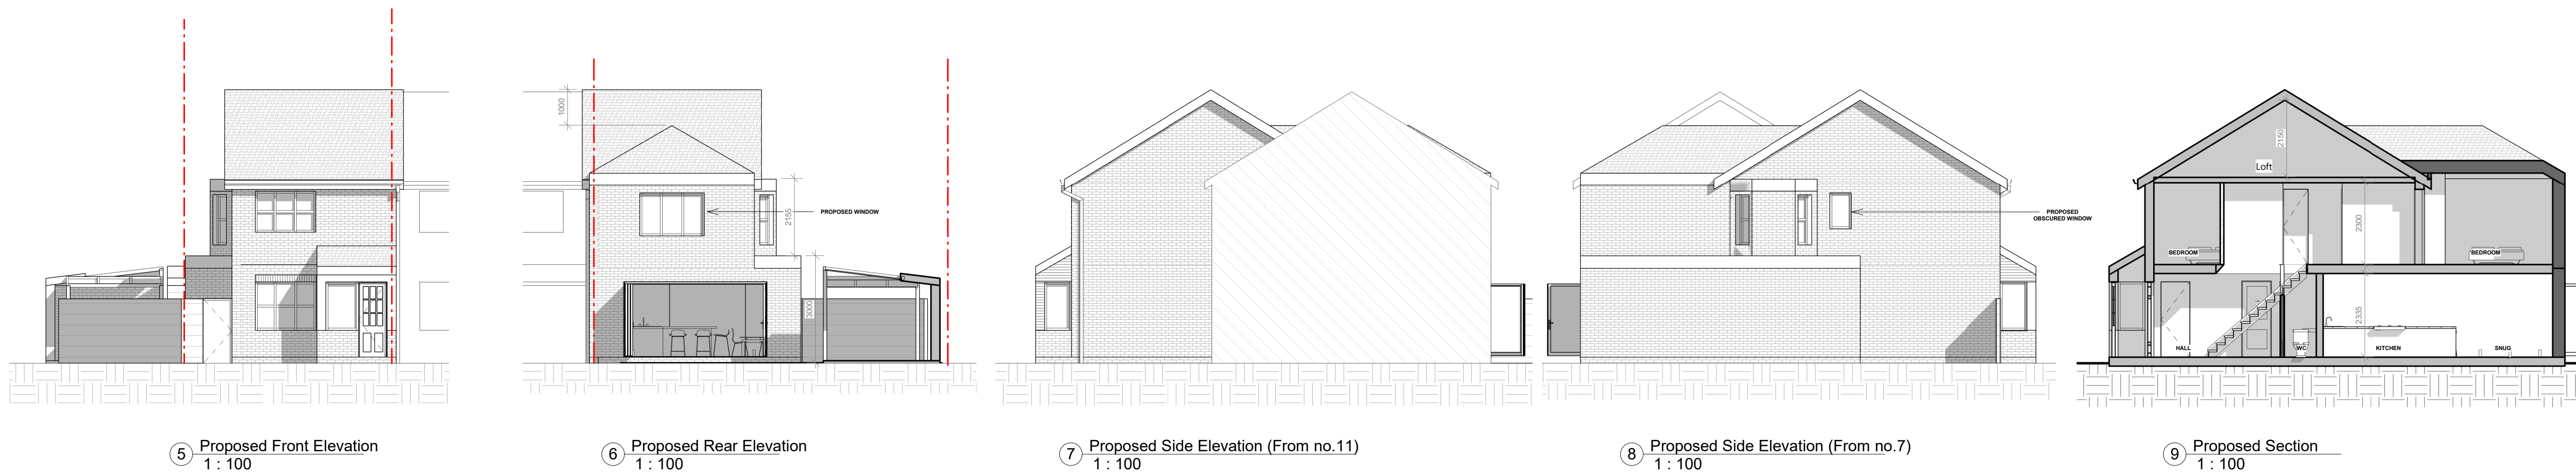 1000
2155
3000
PROPOSED WINDOW
PROPOSED
OBSCURED WINDOW
2150
Loft
2300
BEDROOM
BEDROOM
2335
HALL
WC
KITCHEN
SNUG
5 Proposed Front Elevation
1 : 100
6 Proposed Rear Elevation
1 : 100
7 Proposed Side Elevation (From no.11)
1 : 100
8 Proposed Side Elevation (From no.7)
1 : 100
9 Proposed Section
1 : 100